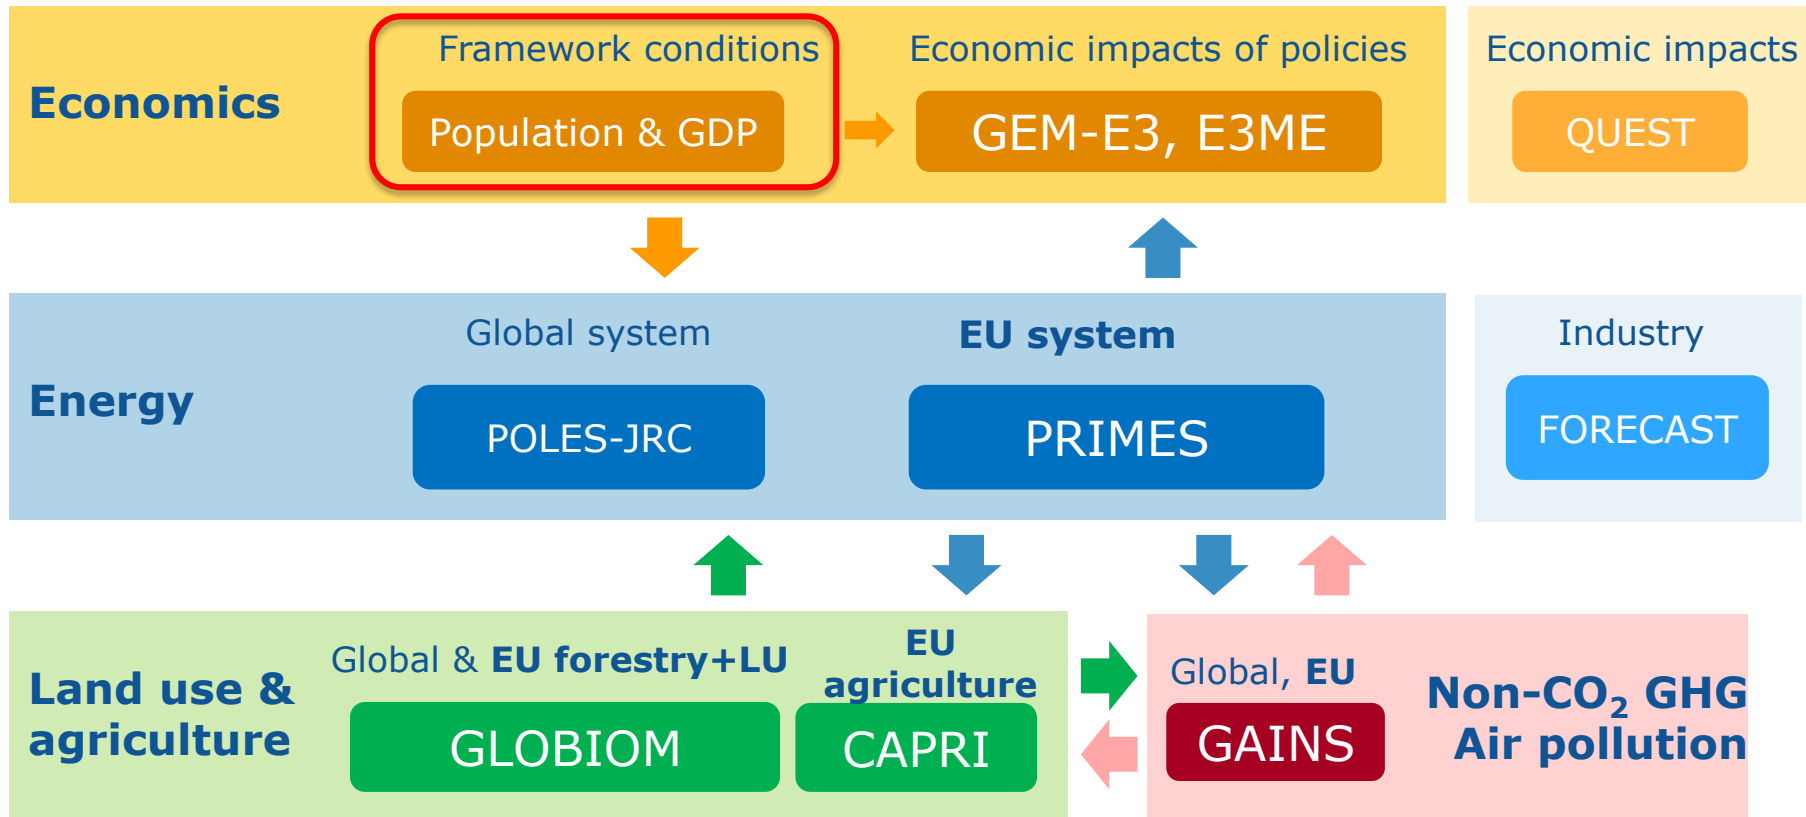 Framework conditions
Economic impacts of policies
Economic impacts
Economics
Population & GDP
GEM-E3, E3ME
QUEST
Global system
EU system
Industry
Energy
POLES-JRC
PRIMES
FORECAST
Global & EU forestry+LU
EU
agriculture
Global, EU
Land use &
agriculture
GLOBIOM
CAPRI
GAINS
Non-CO₂ GHG
Air pollution